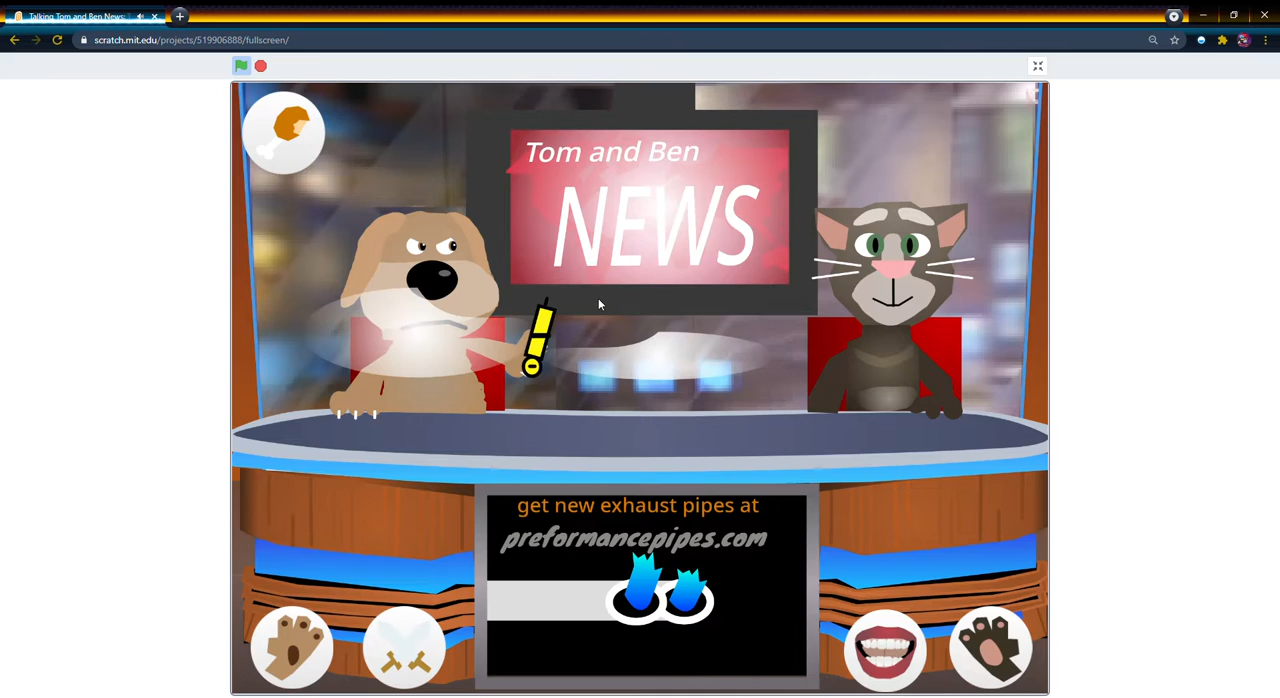 Talking Tom and Ben News:
scratch.mit.edu/projects/519906888/fullscreen/
Tom and Ben
NEWS
get new exhaust pipes at
preformancepipes.com